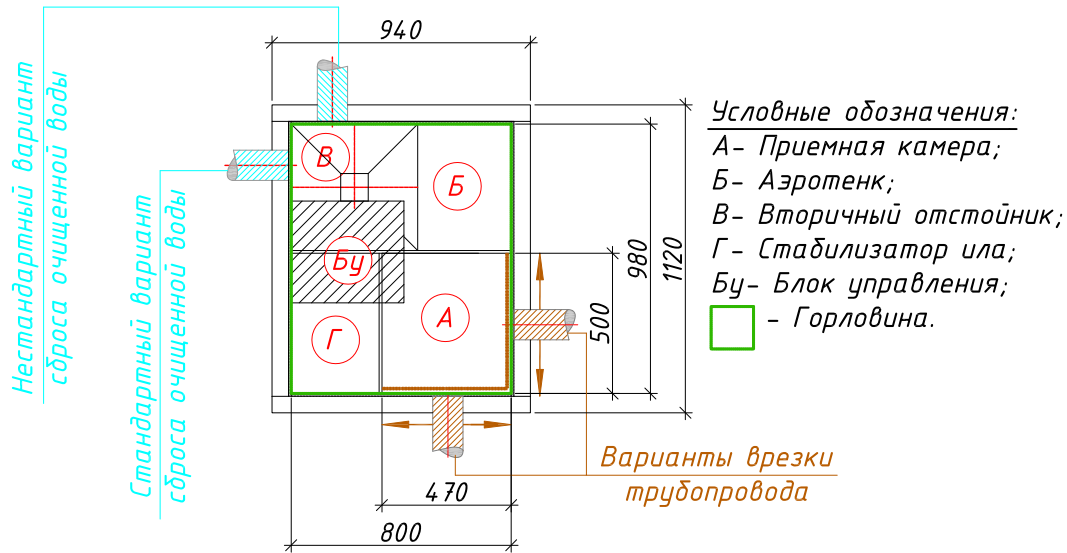 Нестандартный вариант
сброса очищенной воды
Стандартный вариант
сброса очищенной воды
940
В
Б
Бу
А
Г
500
980
1120
470
800
Условные обозначения:
А- Приемная камера;
Б- Аэротенк;
В- Вторичный отстойник;
Г- Стабилизатор ила;
Бу- Блок управления;
- Горловина.
Варианты врезки
трубопровода